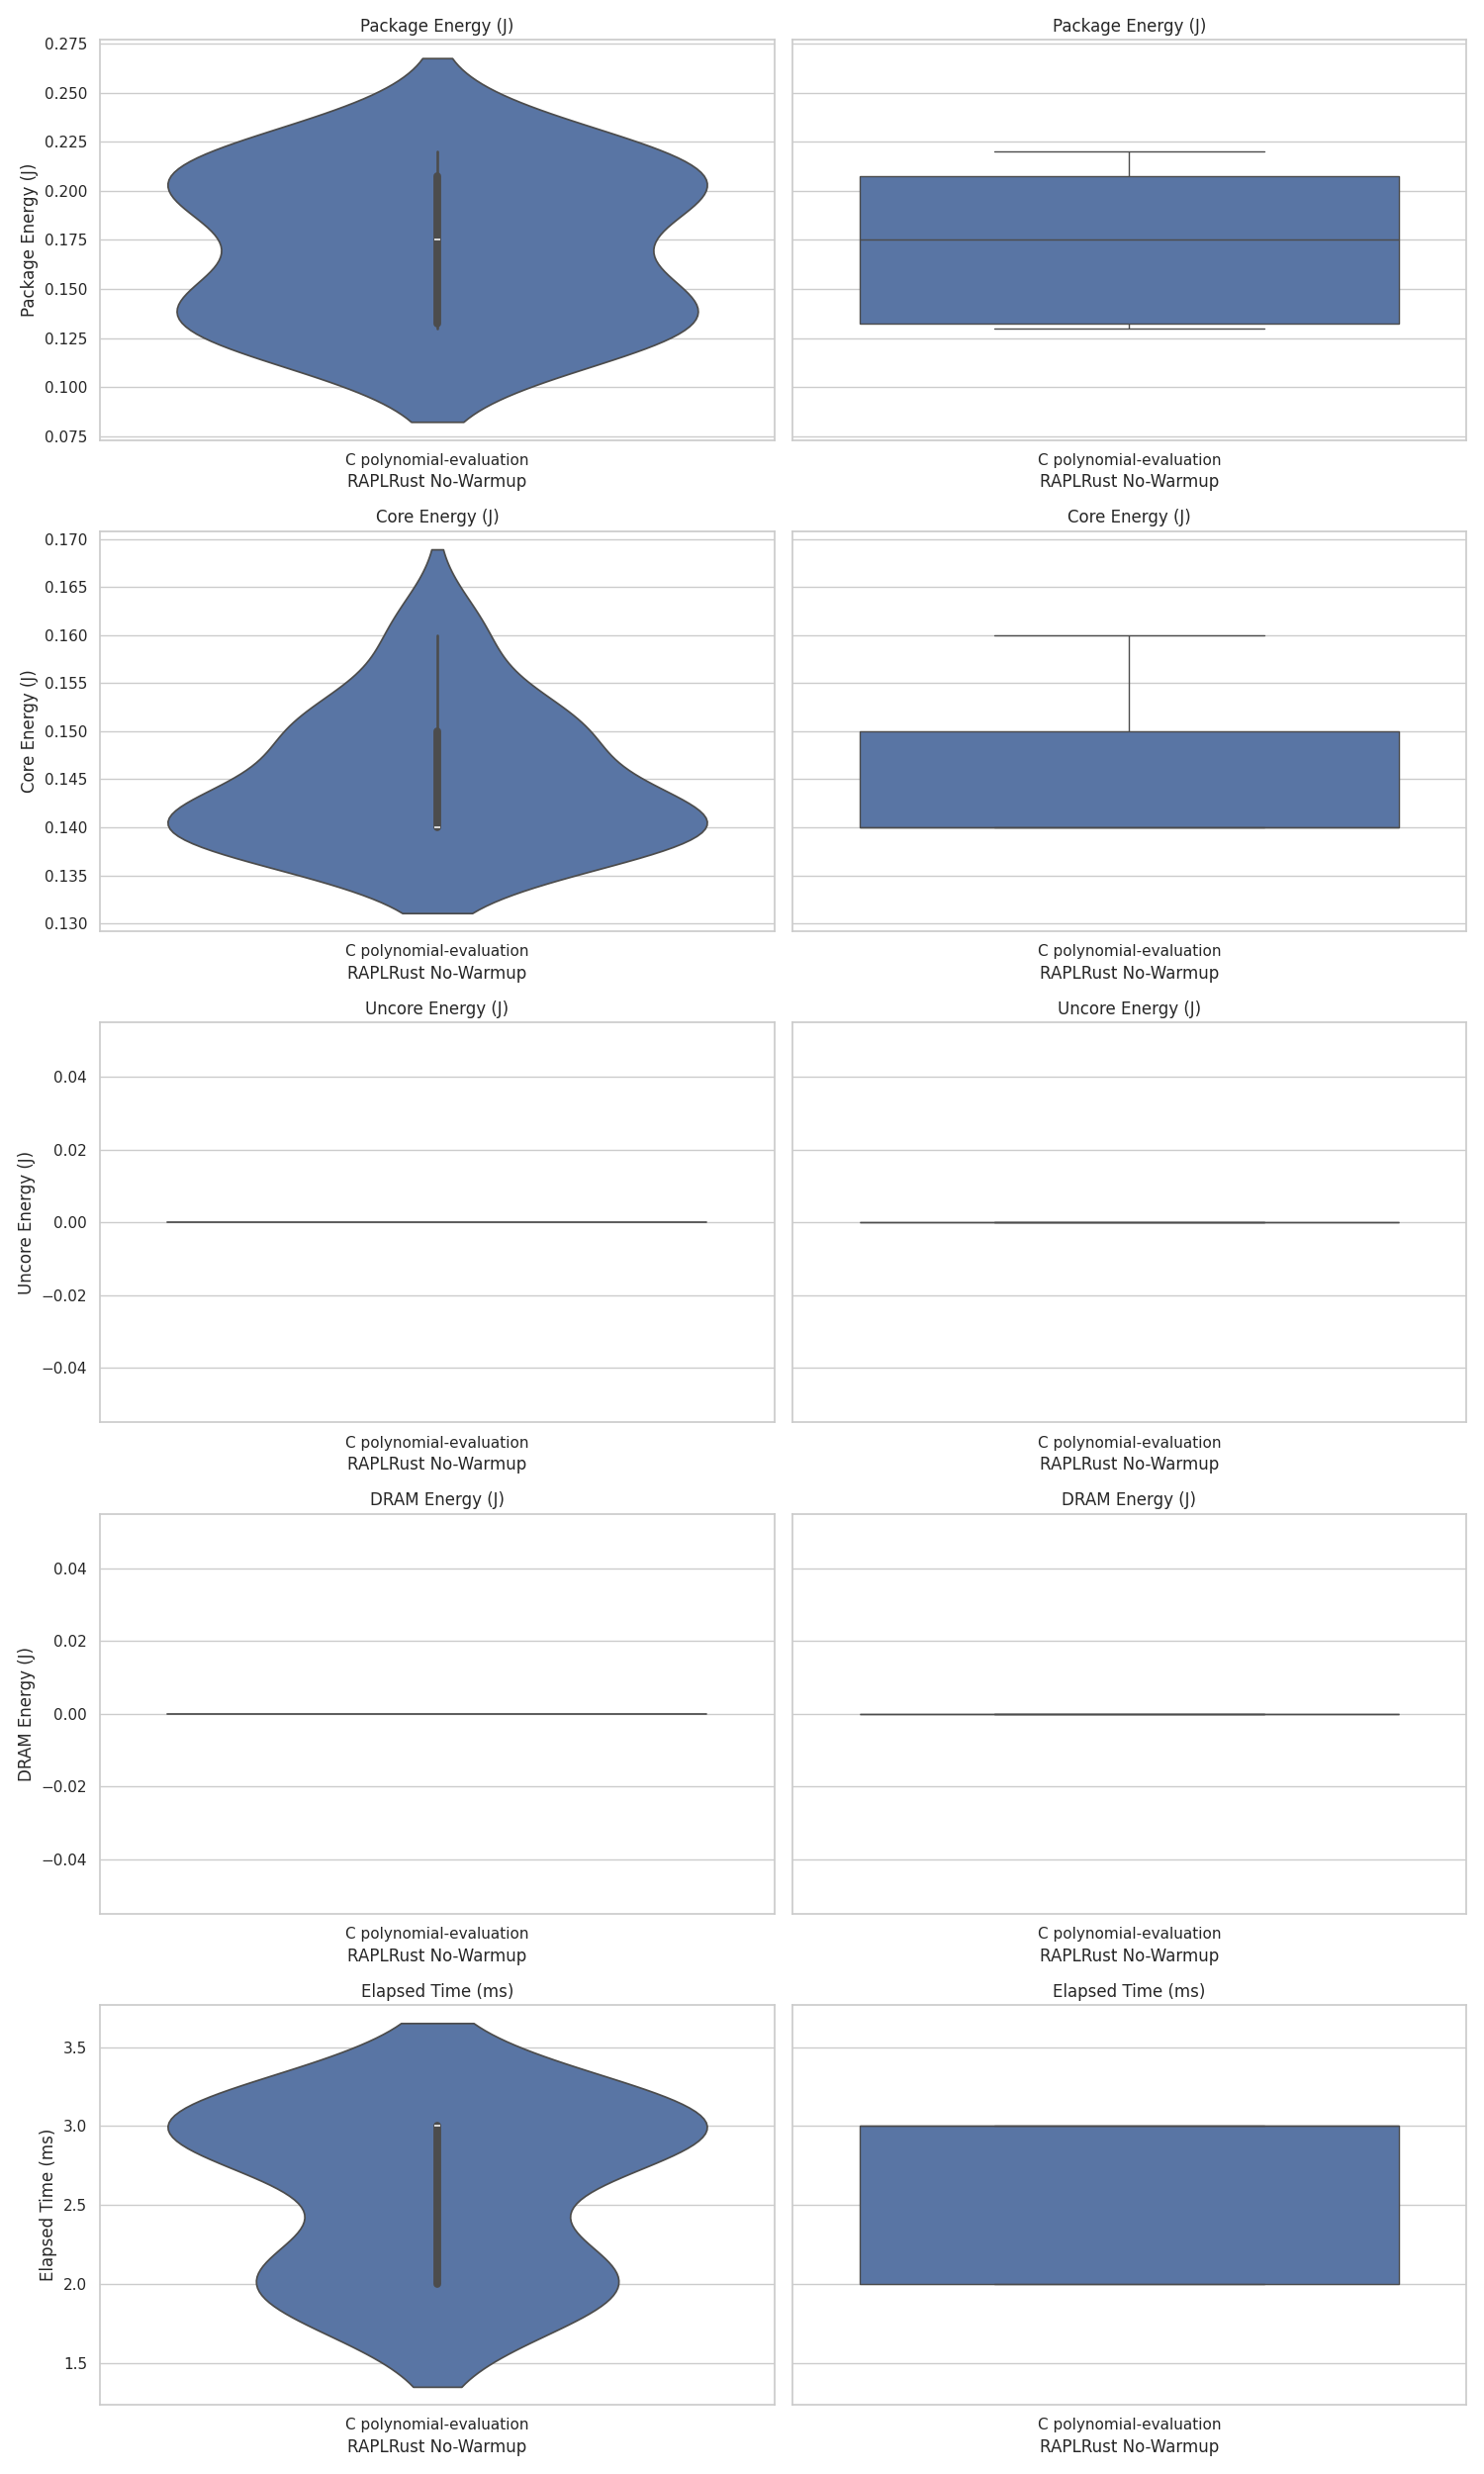 Package Energy (J)
Package Energy (J)
Package Energy (J)
0.275
0.250
0.225
0.200
0.175
0.150
0.125
0.100
0.075
C polynomial-evaluation
RAPLRust No-Warmup
C polynomial-evaluation
RAPLRust No-Warmup
Core Energy (J)
Core Energy (J)
Core Energy (J)
0.170
0.165
0.160
0.155
0.150
0.145
0.140
0.135
0.130
C polynomial-evaluation
RAPLRust No-Warmup
C polynomial-evaluation
RAPLRust No-Warmup
Uncore Energy (J)
Uncore Energy (J)
Uncore Energy (J)
0.04
0.02
0.00
−0.02
−0.04
C polynomial-evaluation
RAPLRust No-Warmup
C polynomial-evaluation
RAPLRust No-Warmup
DRAM Energy (J)
DRAM Energy (J)
DRAM Energy (J)
0.04
0.02
0.00
−0.02
−0.04
C polynomial-evaluation
RAPLRust No-Warmup
C polynomial-evaluation
RAPLRust No-Warmup
Elapsed Time (ms)
Elapsed Time (ms)
Elapsed Time (ms)
3.5
3.0
2.5
2.0
1.5
C polynomial-evaluation
RAPLRust No-Warmup
C polynomial-evaluation
RAPLRust No-Warmup